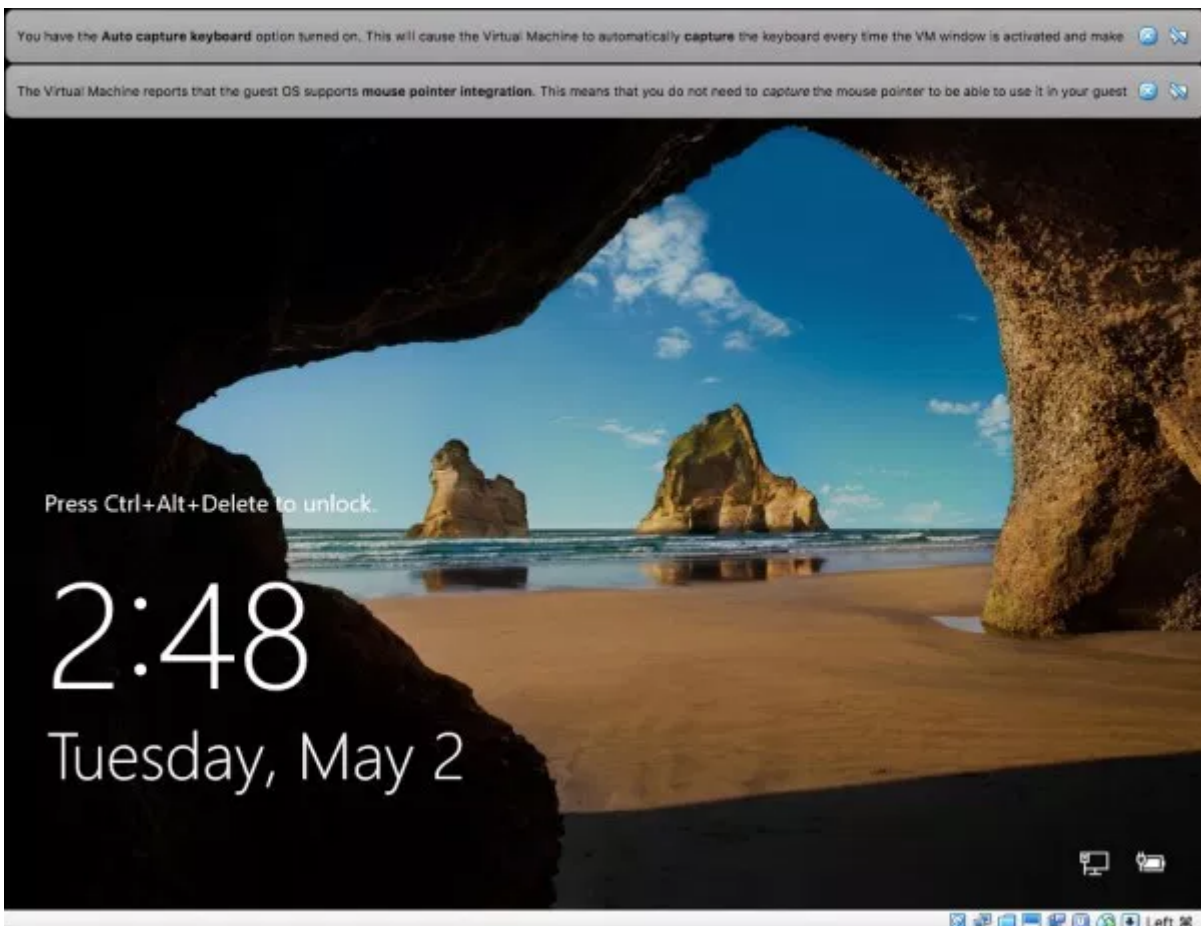 You have the Auto capture keyboard option turned on. This will cause the Virtual Machine to automatically capture the keyboard every time the VM window is activated and make
The Virtual Machine reports that the guest OS supports mouse pointer integration. This means that you do not need to capture the mouse pointer to be able to use it in your guest
Press Ctrl+Alt+Delete to unlock.
2:48
Tuesday, May 2
Left ⌘